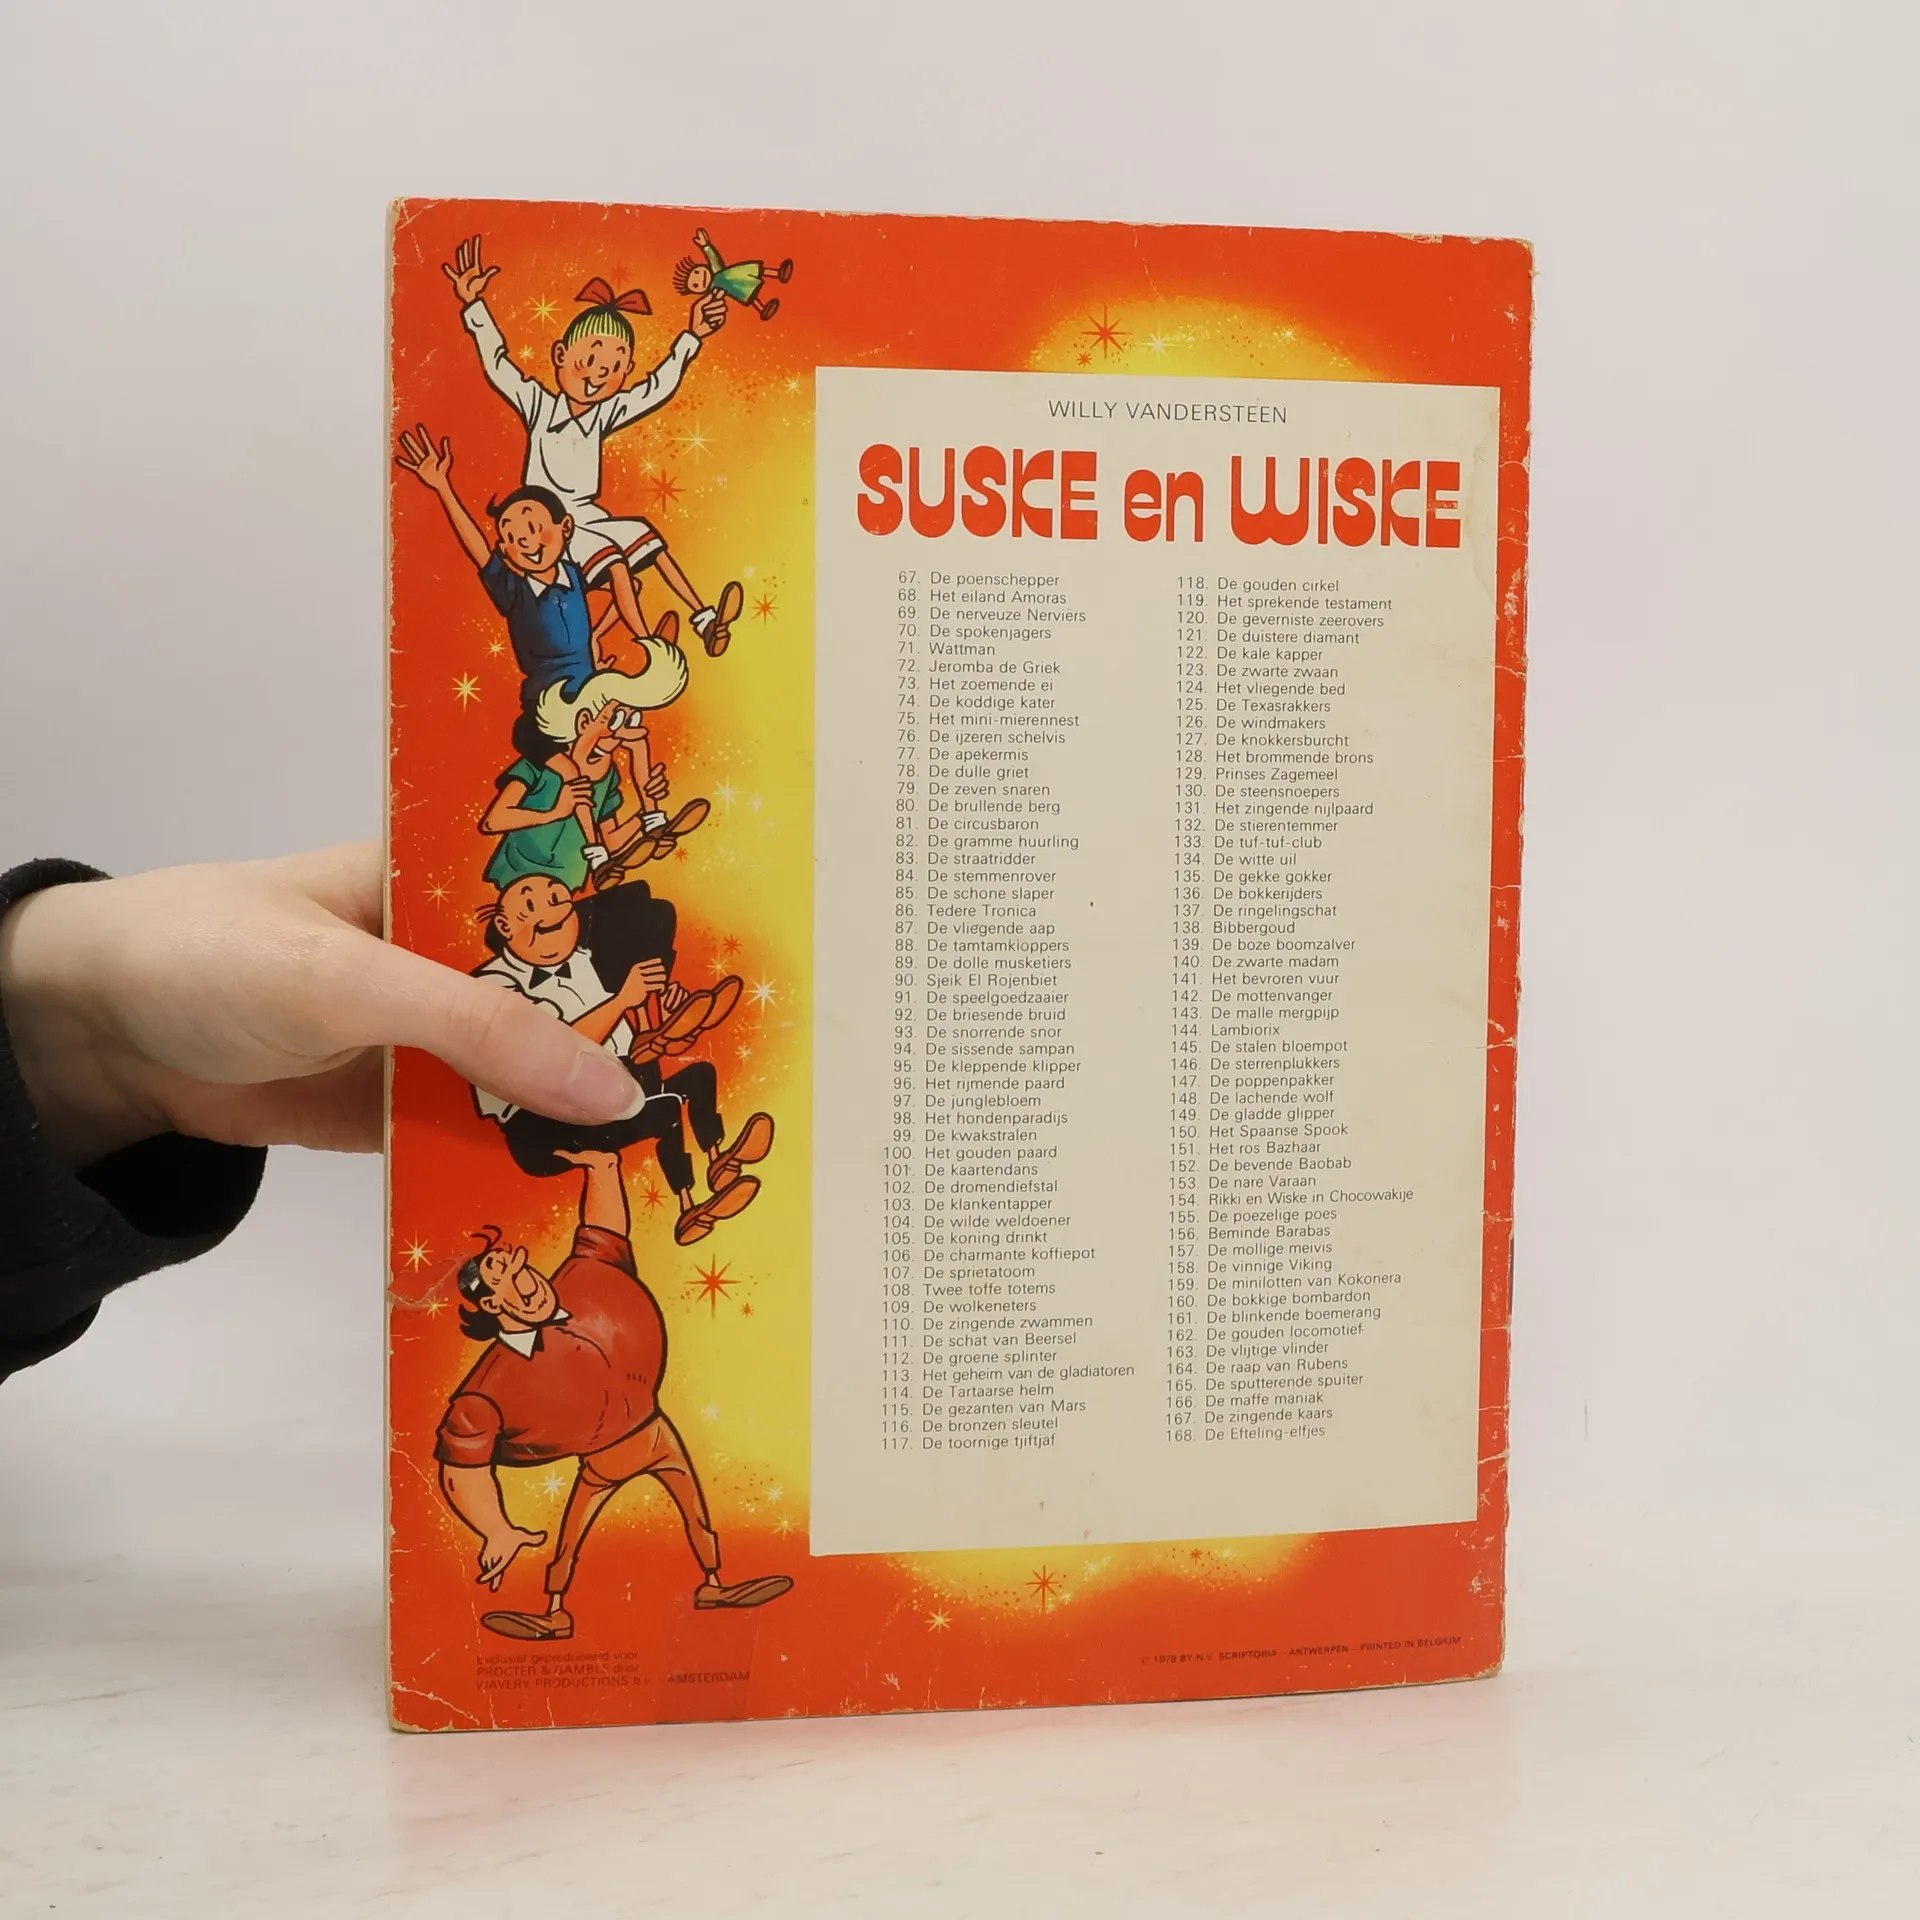 WILLY VANDERSTEEN
SUSKE en WISKE
67. De poenschepper
68. Het eiland Amoras
69. De nerveuze Nerviërs
70. De spokenjagers
71. Wattman
72. Jeromba de Griek
73. Het zoemende ei
74. De koddige kater
75. Het mini-mierennest
76. De ijzeren schelvis
77. De apekermis
78. De dulle griet
79. De zeven snaren
80. De brullende berg
81. De circusbaron
82. De gramme huurling
83. De straatridder
84. De stemmenrover
85. De schone slaper
86. Tedere Tronica
87. De vliegende aap
88. De tamtamkloppers
89. De dolle musketiers
90. Sjeik El Rojenbiet
91. De speelgoedzaaier
92. De briesende bruid
93. De snorrende snor
94. De sissende sampan
95. De kleppende klipper
96. Het rijmende paard
97. De junglebloem
98. Het hondenparadijs
99. De kwakstralen
100. Het gouden paard
101. De kaartendans
102. De dromendiefstal
103. De klankentapper
104. De wilde weldoener
105. De koning drinkt
106. De charmante koffiepot
107. De sprietatoom
108. Twee toffe totems
109. De wolkeneters
110. De zingende zwammen
111. De schat van Beersel
112. De groene splinter
113. Het geheim van de gladiatoren
114. De Tartaarse helm
115. De gezanten van Mars
116. De bronzen sleutel
117. De toornige tjiftjaf
118. De gouden cirkel
119. Het sprekende testament
120. De geverniste zeerovers
121. De duistere diamant
122. De kale kapper
123. De zwarte zwaan
124. Het vliegende bed
125. De Texasrakkers
126. De windmakers
127. De knokkersburcht
128. Het brommende brons
129. Prinses Zagemeel
130. De steensnoepers
131. Het zingende nijlpaard
132. De stierentemmer
133. De tuf-tuf-club
134. De witte uil
135. De gekke gokker
136. De bokkerijders
137. De ringelingschat
138. Bibbergoud
139. De boze boomzalver
140. De zwarte madam
141. Het bevroren vuur
142. De mottenvanger
143. De malle mergpijp
144. Lambiorix
145. De stalen bloempot
146. De sterrenplukkers
147. De poppenpakker
148. De lachende wolf
149. De gladde glipper
150. Het Spaanse Spook
151. Het ros Bazhaar
152. De bevende Baobab
153. De nare Varaan
154. Rikki en Wiske in Chocowakije
155. De poezelige poes
156. Beminde Barabas
157. De mollige meivis
158. De vinnige Viking
159. De minilotten van Kokonera
160. De bokkige bombardon
161. De blinkende boemerang
162. De gouden locomotief
163. De vlijtige vlinder
164. De raap van Rubens
165. De sputterende spuiter
166. De maffe maniak
167. De zingende kaars
168. De Efteling-elfjes
Exclusief geproduceerd voor
PROCTER & GAMBLE door
WAVERY PRODUCTIONS b.v. - AMSTERDAM
© 1978 BY N.V. SCRIPTORIA - ANTWERPEN - PRINTED IN BELGIUM